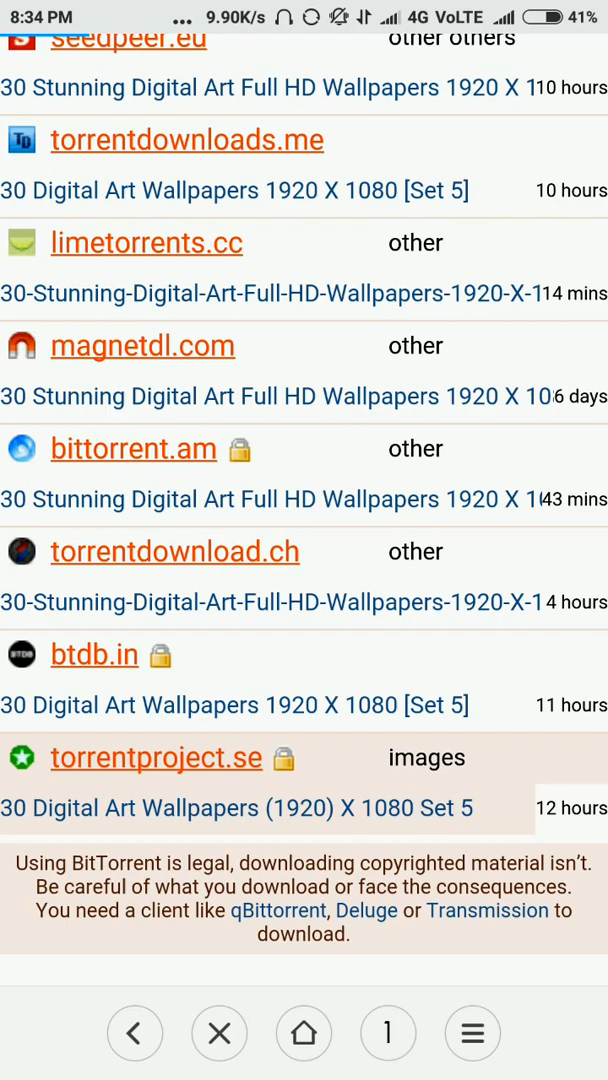 8:34 PM ... 9.90K/s 4G VoLTE 41%
seedpeer.eu other others
30 Stunning Digital Art Full HD Wallpapers 1920 X 1 10 hours
torrentdownloads.me
30 Digital Art Wallpapers 1920 X 1080 [Set 5] 10 hours
limetorrents.cc other
30-Stunning-Digital-Art-Full-HD-Wallpapers-1920-X-1 14 mins
magnetdl.com other
30 Stunning Digital Art Full HD Wallpapers 1920 X 10 6 days
bittorrent.am other
30 Stunning Digital Art Full HD Wallpapers 1920 X 1 43 mins
torrentdownload.ch other
30-Stunning-Digital-Art-Full-HD-Wallpapers-1920-X-1 4 hours
BTDB btdb.in
30 Digital Art Wallpapers 1920 X 1080 [Set 5] 11 hours
torrentproject.se images
30 Digital Art Wallpapers (1920) X 1080 Set 5 12 hours
Using BitTorrent is legal, downloading copyrighted material isn’t.
Be careful of what you download or face the consequences.
You need a client like qBittorrent, Deluge or Transmission to
download.
1